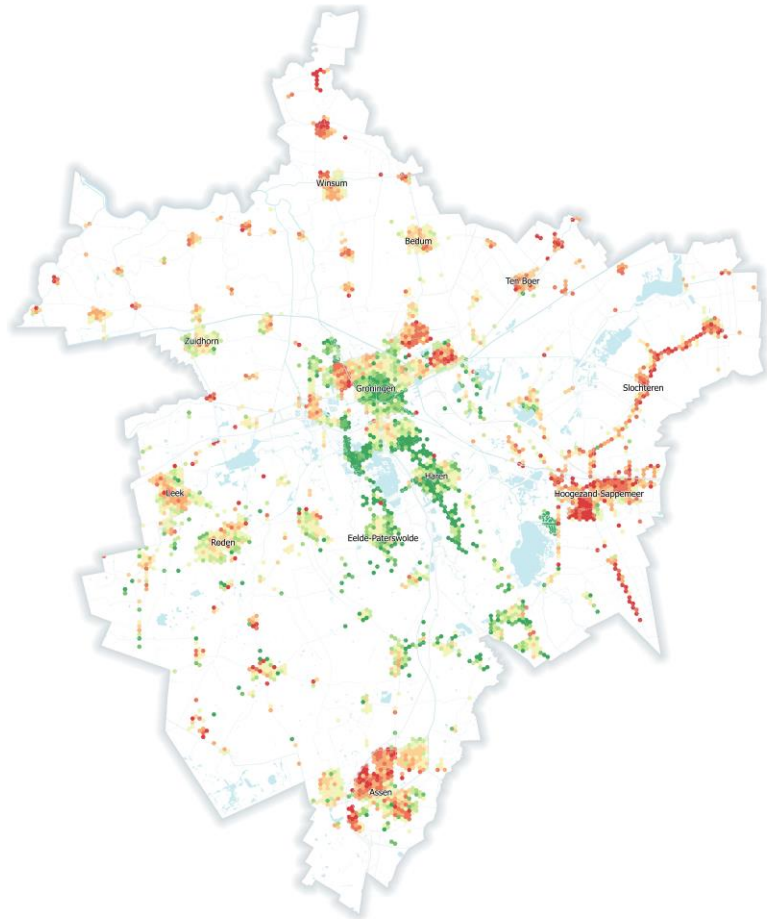 Winsum
Bedum
Ten Boer
Zuidhorn
Groningen
Slochteren
Leek
Haren
Hoogezand-Sappemeer
Roden
Eelde-Paterswolde
Assen